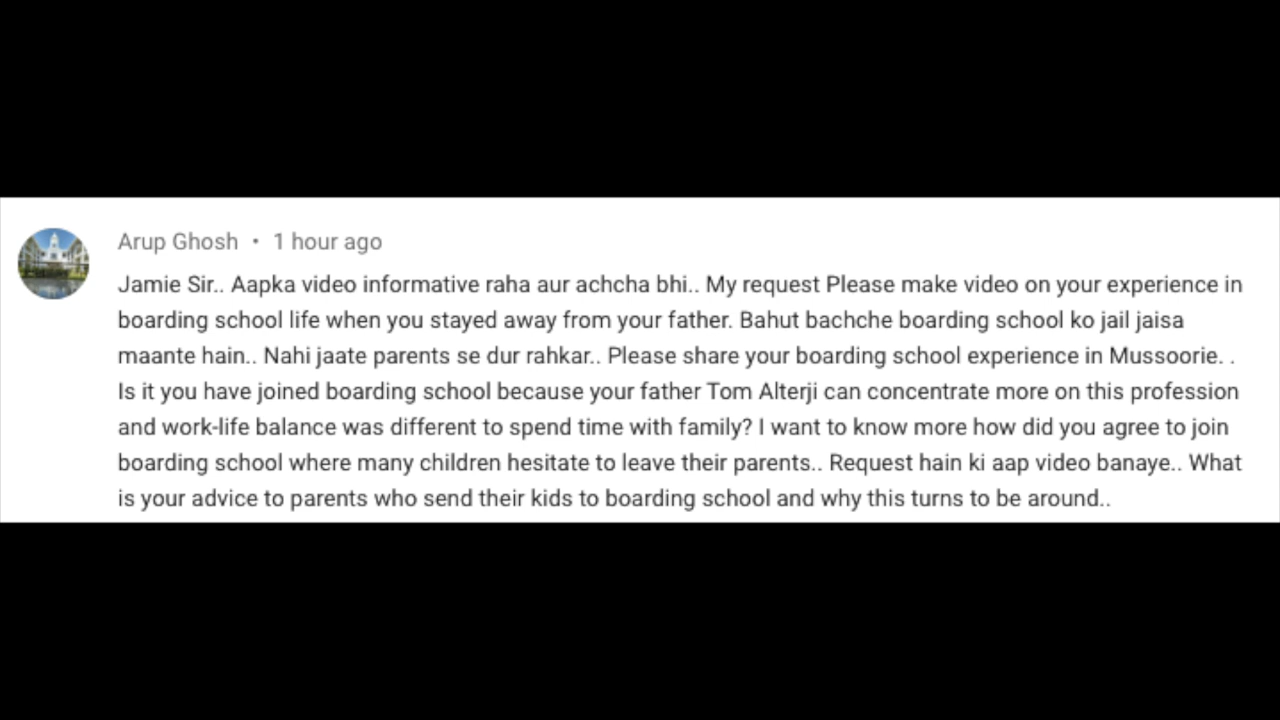 Arup Ghosh • 1 hour ago
Jamie Sir.. Aapka video informative raha aur achcha bhi.. My request Please make video on your experience in
boarding school life when you stayed away from your father. Bahut bachche boarding school ko jail jaisa
maante hain.. Nahi jaate parents se dur rahkar.. Please share your boarding school experience in Mussoorie. .
Is it you have joined boarding school because your father Tom Alterji can concentrate more on this profession
and work-life balance was different to spend time with family? I want to know more how did you agree to join
boarding school where many children hesitate to leave their parents.. Request hain ki aap video banaye.. What
is your advice to parents who send their kids to boarding school and why this turns to be around..